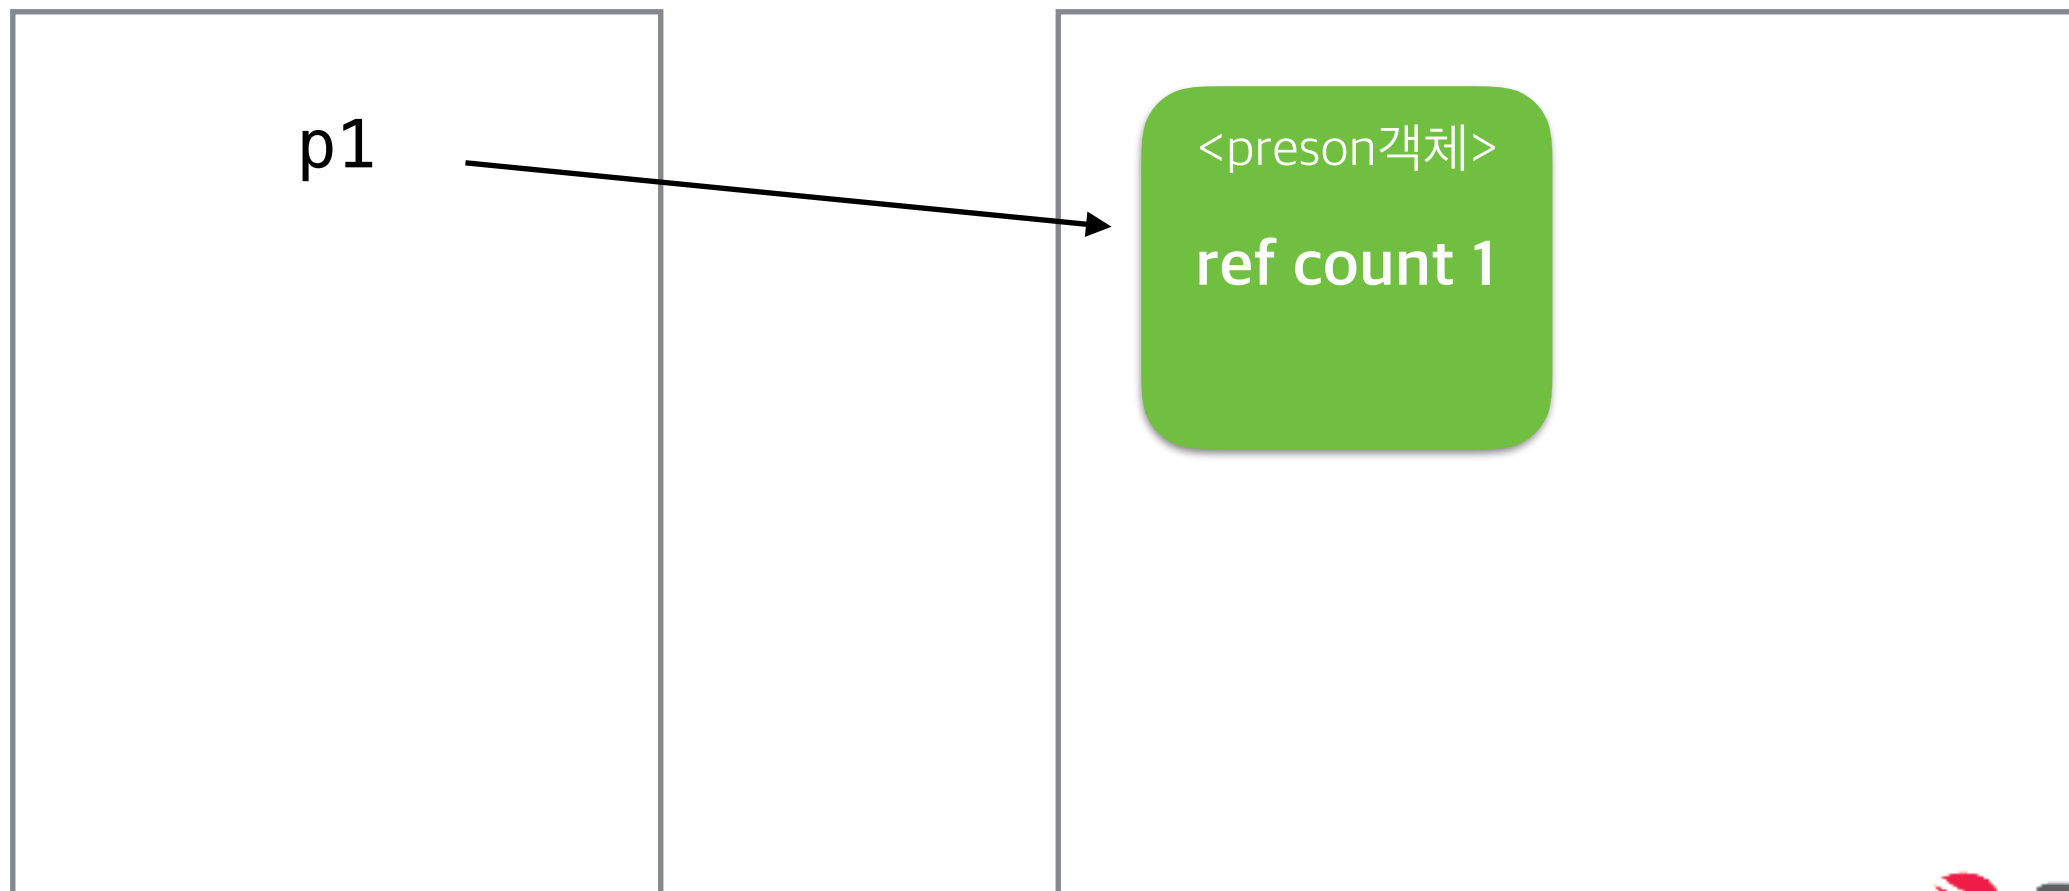 p1
<preson객체>
ref count 1